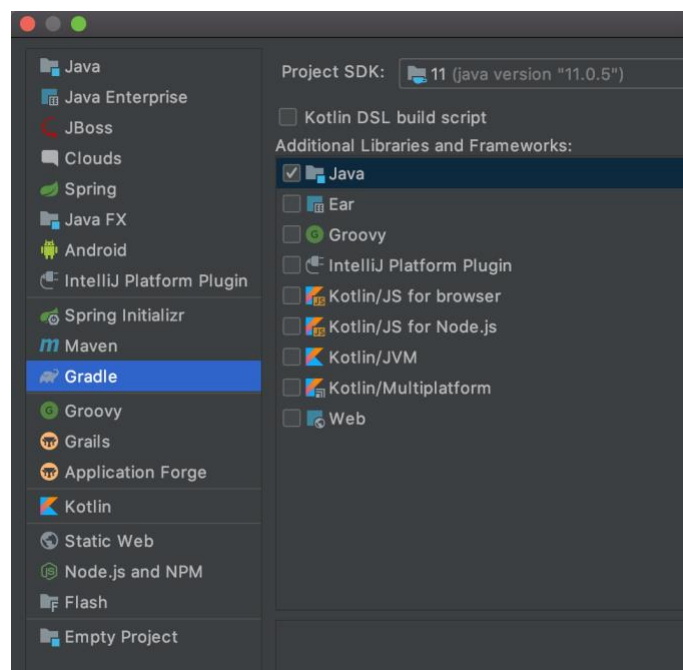 Java
Java Enterprise
JBoss
Clouds
Spring
Java FX
Android
IntelliJ Platform Plugin
Spring Initializr
Maven
Gradle
Groovy
Grails
Application Forge
Kotlin
Static Web
Node.js and NPM
Flash
Empty Project
Project SDK: 11 (java version "11.0.5")
Kotlin DSL build script
Additional Libraries and Frameworks:
Java
Ear
Groovy
IntelliJ Platform Plugin
Kotlin/JS for browser
Kotlin/JS for Node.js
Kotlin/JVM
Kotlin/Multiplatform
Web